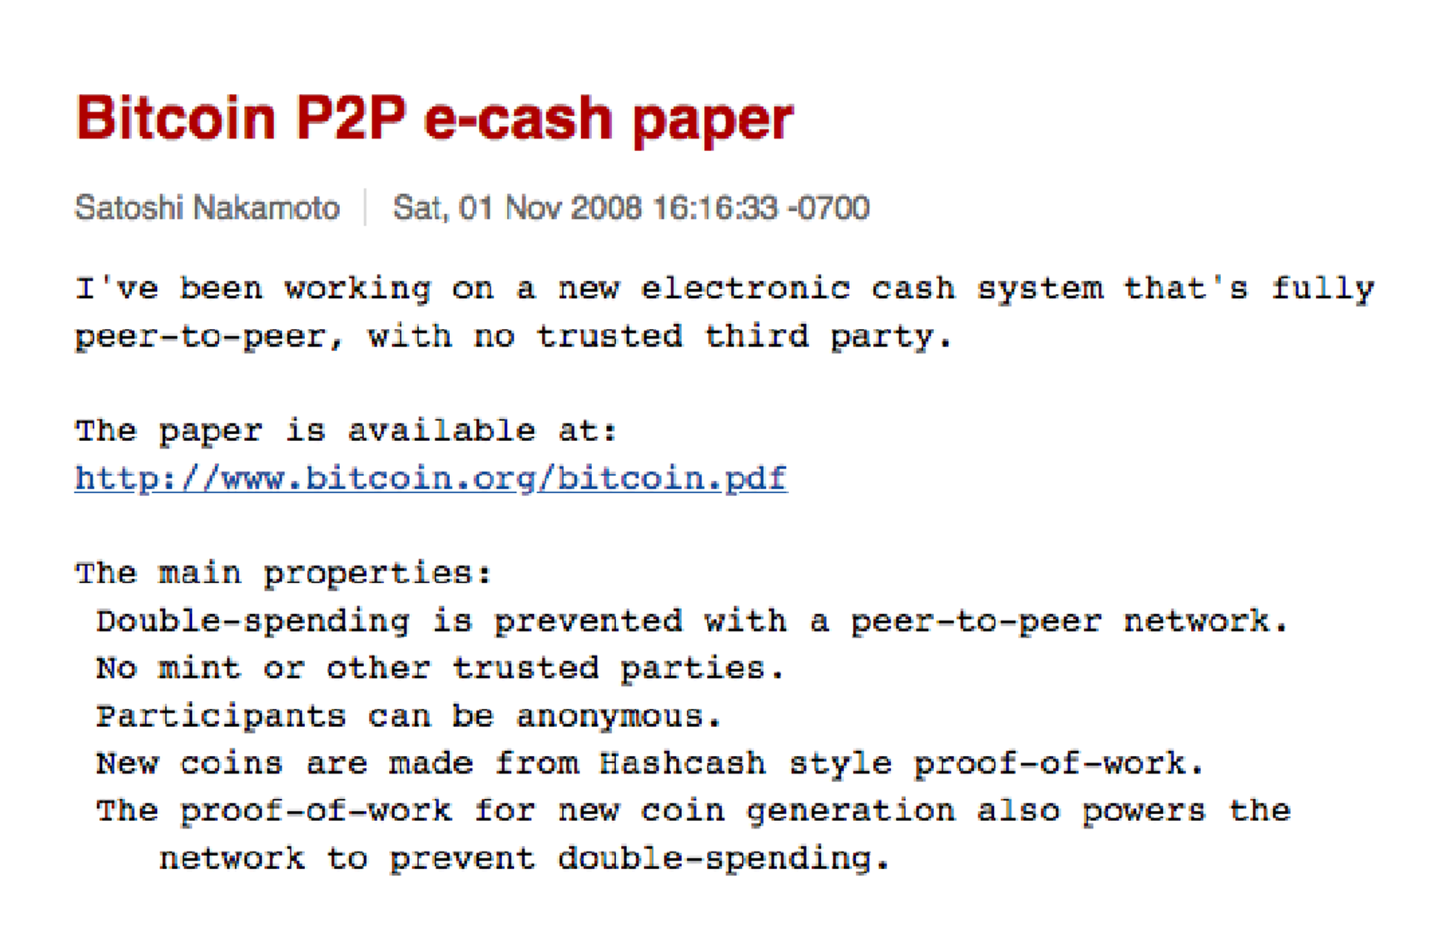 Bitcoin P2P e-cash paper
Satoshi Nakamoto | Sat, 01 Nov 2008 16:16:33 -0700
I've been working on a new electronic cash system that's fully
peer-to-peer, with no trusted third party.
The paper is available at:
http://www.bitcoin.org/bitcoin.pdf
The main properties:
Double-spending is prevented with a peer-to-peer network.
No mint or other trusted parties.
Participants can be anonymous.
New coins are made from Hashcash style proof-of-work.
The proof-of-work for new coin generation also powers the
network to prevent double-spending.